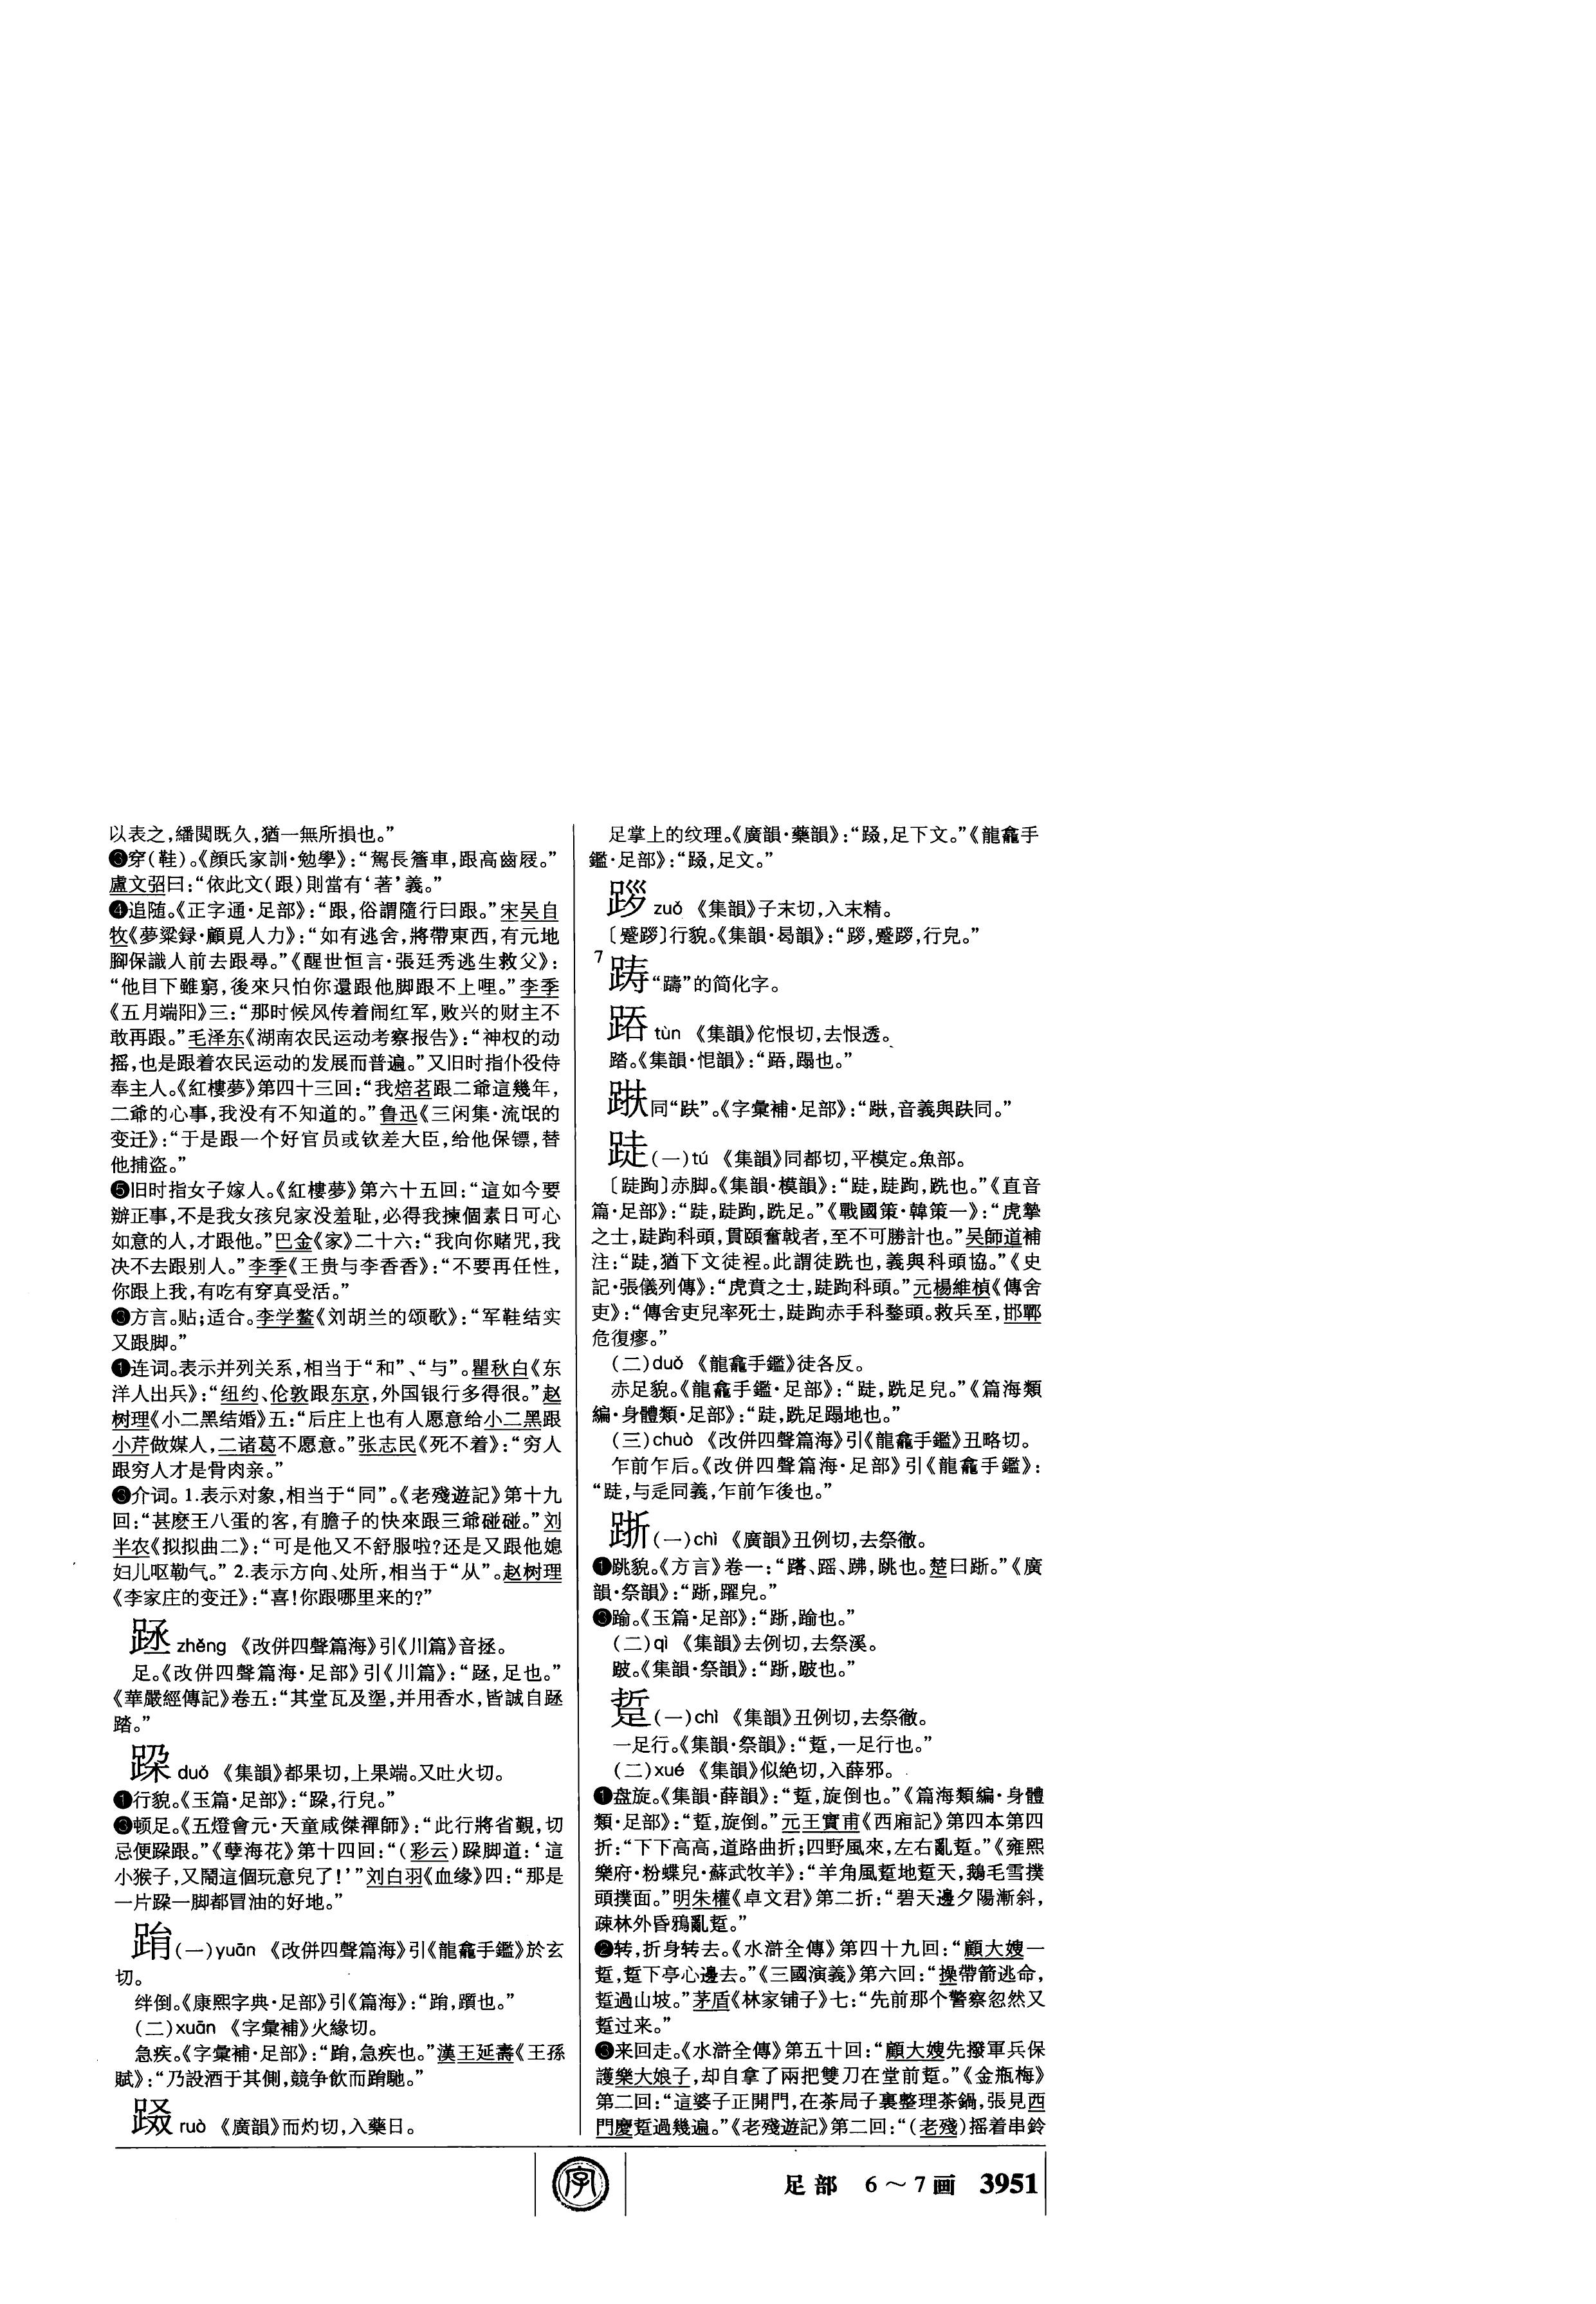 以表之，繙閲既久，猶一無所損也。”
❸穿（鞋）。《顔氏家訓·勉學》：“駕長簷車，跟高齒屐。”
盧文弨曰：“依此文（跟）則當有‘著’義。”
❹追随。《正字通·足部》：“跟，俗謂隨行曰跟。”宋吴自
牧《夢粱録·顧覓人力》：“如有逃舍，將帶東西，有元地
腳保識人前去跟尋。”《醒世恒言·張廷秀逃生救父》：
“他目下雖窮，後來只怕你還跟他脚跟不上哩。”李季
《五月端阳》三：“那时候风传着闹红军，败兴的财主不
敢再跟。”毛泽东《湖南农民运动考察报告》：“神权的动
摇，也是跟着农民运动的发展而普遍。”又旧时指仆役侍
奉主人。《紅樓夢》第四十三回：“我焙茗跟二爺這幾年，
二爺的心事，我没有不知道的。”鲁迅《三闲集·流氓的
变迁》：“于是跟一个好官员或钦差大臣，给他保镖，替
他捕盗。”
❺旧时指女子嫁人。《紅樓夢》第六十五回：“這如今要
辦正事，不是我女孩兒家没羞耻，必得我揀個素日可心
如意的人，才跟他。”巴金《家》二十六：“我向你赌咒，我
决不去跟别人。”李季《王贵与李香香》：“不要再任性，
你跟上我，有吃有穿真受活。”
❸方言。贴；适合。李学鳌《刘胡兰的颂歌》：“军鞋结实
又跟脚。”
❶连词。表示并列关系，相当于“和”、“与”。瞿秋白《东
洋人出兵》：“纽约、伦敦跟东京，外国银行多得很。”赵
树理《小二黑结婚》五：“后庄上也有人愿意给小二黑跟
小芹做媒人，二诸葛不愿意。”张志民《死不着》：“穷人
跟穷人才是骨肉亲。”
❸介词。1.表示对象，相当于“同”。《老殘遊記》第十九
回：“甚麽王八蛋的客，有膽子的快來跟三爺碰碰。”刘
半农《拟拟曲二》：“可是他又不舒服啦？还是又跟他媳
妇儿呕勒气。”2.表示方向、处所，相当于“从”。赵树理
《李家庄的变迁》：“喜！你跟哪里来的？”
𨀧 zhěng 《改併四聲篇海》引《川篇》音拯。
足。《改併四聲篇海·足部》引《川篇》：“𨀧，足也。”
《華嚴經傳記》卷五：“其堂瓦及埿，并用香水，皆誠自𨀧
踏。”
跺 duǒ 《集韻》都果切，上果端。又吐火切。
❶行貌。《玉篇·足部》：“跺，行皃。”
❸顿足。《五燈會元·天童咸傑禪師》：“此行將省覲，切
忌便跺跟。”《孽海花》第十四回：“（彩云）跺脚道：‘這
小猴子，又鬧這個玩意兒了！’”刘白羽《血缘》四：“那是
一片跺一脚都冒油的好地。”
（一）yuān 《改併四聲篇海》引《龍龕手鑑》於玄
切。
绊倒。《康熙字典·足部》引《篇海》：“，躓也。”
（二）xuān 《字彙補》火緣切。
急疾。《字彙補·足部》：“，急疾也。”漢王延壽《王孫
賦》：“乃設酒于其側，競争飲而馳。”
ruò 《廣韻》而灼切，入藥日。
足掌上的纹理。《廣韻·藥韻》：“，足下文。”《龍龕手
鑑·足部》：“，足文。”
zuǒ 《集韻》子末切，入末精。
〔蹙〕行貌。《集韻·曷韻》：“，蹙，行皃。”
7
踌“躊”的简化字。
tùn 《集韻》佗恨切，去恨透。
踏。《集韻·㤧韻》：“，蹋也。”
同“趺”。《字彙補·足部》：“，音義與趺同。”
跿（一）tú 《集韻》同都切，平模定。魚部。
〔跿跔〕赤脚。《集韻·模韻》：“跿，跿跔，跣也。”《直音
篇·足部》：“跿，跿跔，跣足。”《戰國策·韓策一》：“虎摯
之士，跿跔科頭，貫頤奮戟者，至不可勝計也。”吴師道補
注：“跿，猶下文徒裎。此謂徒跣也，義與科頭協。”《史
記·張儀列傳》：“虎賁之士，跿跔科頭。”元楊維楨《傳舍
吏》：“傳舍吏兒率死士，跿跔赤手科鍪頭。救兵至，邯鄲
危復瘳。”
（二）duǒ 《龍龕手鑑》徒各反。
赤足貌。《龍龕手鑑·足部》：“跿，跣足皃。”《篇海類
編·身體類·足部》：“跿，跣足蹋地也。”
（三）chuò 《改併四聲篇海》引《龍龕手鑑》丑略切。
乍前乍后。《改併四聲篇海·足部》引《龍龕手鑑》：
“跿，与辵同義，乍前乍後也。”
踅（一）chì 《廣韻》丑例切，去祭徹。
❶跳貌。《方言》卷一：“䠛、䠣、跳也。楚曰。”《廣
韻·祭韻》：“，躍皃。”
❸踰。《玉篇·足部》：“，踰也。”
（二）qì 《集韻》去例切，去祭溪。
跛。《集韻·祭韻》：“，跛也。”
踅（一）chì 《集韻》丑例切，去祭徹。
一足行。《集韻·祭韻》：“踅，一足行也。”
（二）xué 《集韻》似絶切，入薛邪。
❶盘旋。《集韻·薛韻》：“踅，旋倒也。”《篇海類編·身體
類·足部》：“踅，旋倒。”元王實甫《西廂記》第四本第四
折：“下下高高，道路曲折；四野風來，左右亂踅。”《雍熙
樂府·粉蝶兒·蘇武牧羊》：“羊角風踅地踅天，鵝毛雪撲
頭撲面。”明朱權《卓文君》第二折：“碧天邊夕陽漸斜，
疎林外昏鴉亂踅。”
❷转，折身转去。《水滸全傳》第四十九回：“顧大嫂一
踅，踅下亭心邊去。”《三國演義》第六回：“操帶箭逃命，
踅過山坡。”茅盾《林家铺子》七：“先前那个警察忽然又
踅过来。”
❸来回走。《水滸全傳》第五十回：“顧大嫂先撥軍兵保
護樂大娘子，却自拿了兩把雙刀在堂前踅。”《金瓶梅》
第二回：“這婆子正開門，在茶局子裏整理茶鍋，張見西
門慶踅過幾遍。”《老殘遊記》第二回：“（老殘）摇着串鈴
字
足部 6～7画 3951